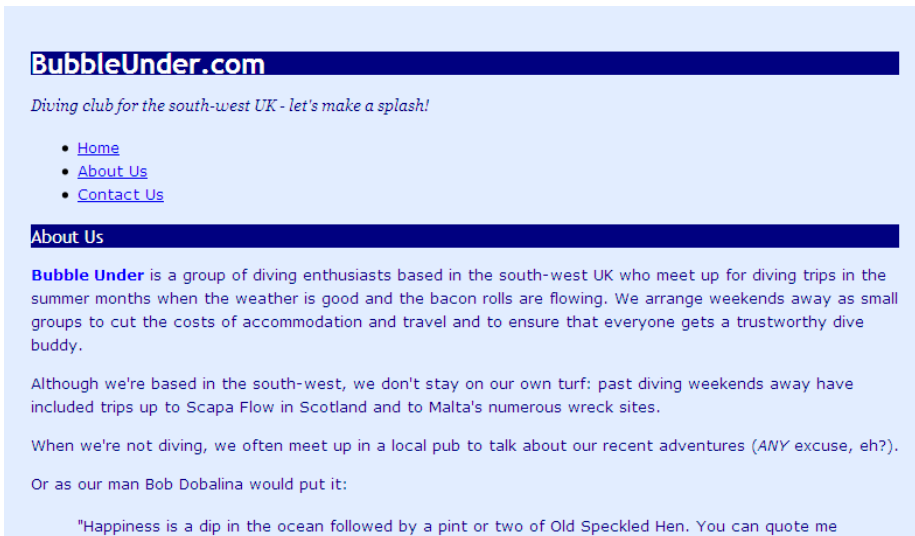 BubbleUnder.com
Diving club for the south-west UK - let's make a splash!
• Home
• About Us
• Contact Us
About Us
Bubble Under is a group of diving enthusiasts based in the south-west UK who meet up for diving trips in the
summer months when the weather is good and the bacon rolls are flowing. We arrange weekends away as small
groups to cut the costs of accommodation and travel and to ensure that everyone gets a trustworthy dive
buddy.
Although we're based in the south-west, we don't stay on our own turf: past diving weekends away have
included trips up to Scapa Flow in Scotland and to Malta's numerous wreck sites.
When we're not diving, we often meet up in a local pub to talk about our recent adventures (ANY excuse, eh?).
Or as our man Bob Dobalina would put it:
"Happiness is a dip in the ocean followed by a pint or two of Old Speckled Hen. You can quote me